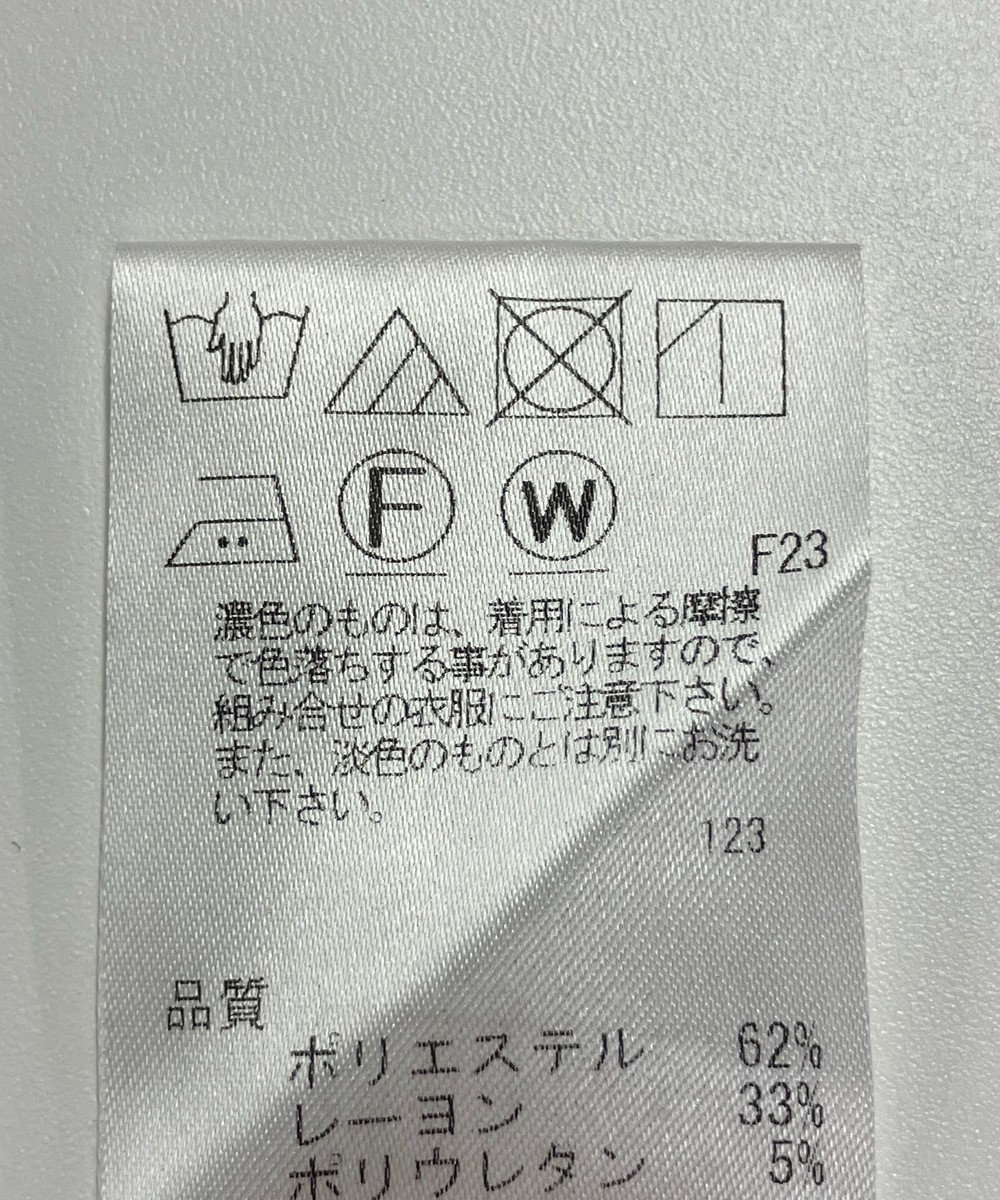 F W
F23
濃色のものは、着用による摩擦
で色落ちする事がありますので、
組み合せの衣服にご注意下さい。
また、淡色のものとは別にお洗
い下さい。
123
品質
ポリエステル 62%
レーヨン 33%
ポリウレタン 5%